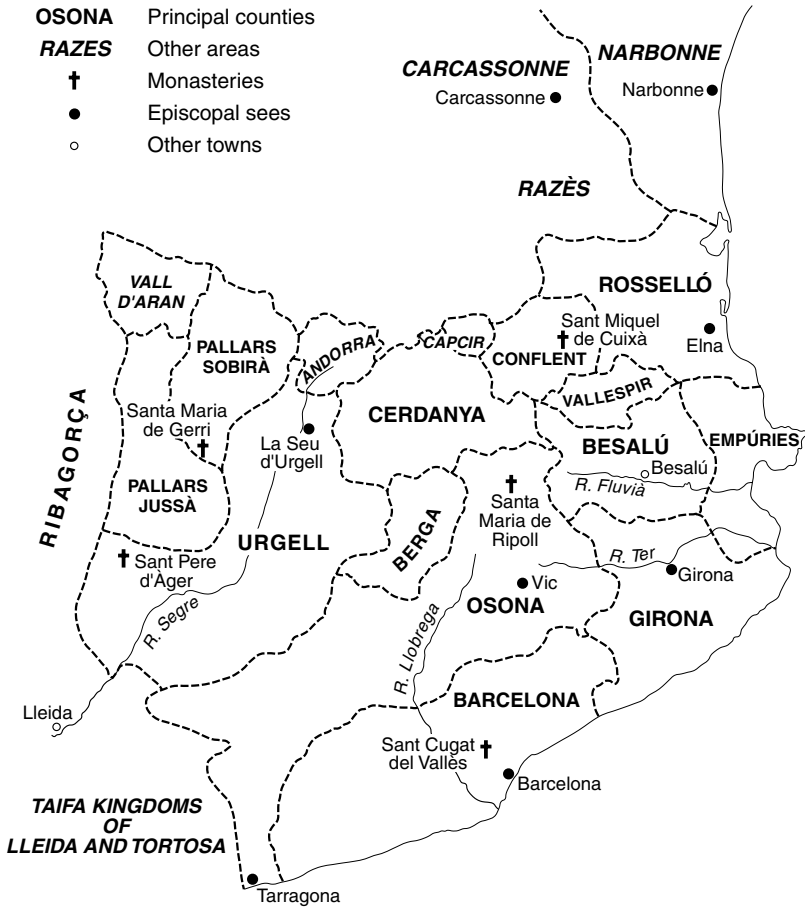 OSONA Principal counties
RAZES Other areas
Monasteries
Episcopal sees
Other towns
CARCASSONNE
Carcassonne
NARBONNE
Narbonne
RAZÈS
VALL
D'ARAN
PALLARS
SOBIRÀ
ANDORRA
CAPCIR
CONFLENT
Sant Miquel
de Cuixà
ROSSELLÓ
Elna
VALLESPIR
RIBAGORÇA
Santa Maria
de Gerri
La Seu
d'Urgell
CERDANYA
BESALÚ
Besalú
R. Fluvià
EMPÚRIES
PALLARS
JUSSÀ
Sant Pere
d'Àger
URGELL
R. Segre
BERGA
Santa
Maria de
Ripoll
R. Ter
Girona
Vic
OSONA
GIRONA
R. Llobrega
BARCELONA
Lleida
Sant Cugat
del Vallès
Barcelona
TAIFA KINGDOMS
OF
LLEIDA AND TORTOSA
Tarragona